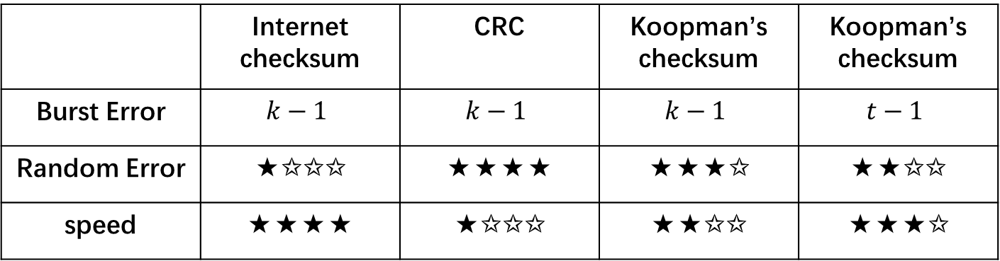 Internet checksum CRC Koopman's checksum Koopman's checksum
Burst Error k − 1 k − 1 k − 1 t − 1
Random Error ★☆☆☆ ★★★★ ★★★☆ ★★☆☆
speed ★★★★ ★☆☆☆ ★★☆☆ ★★★☆